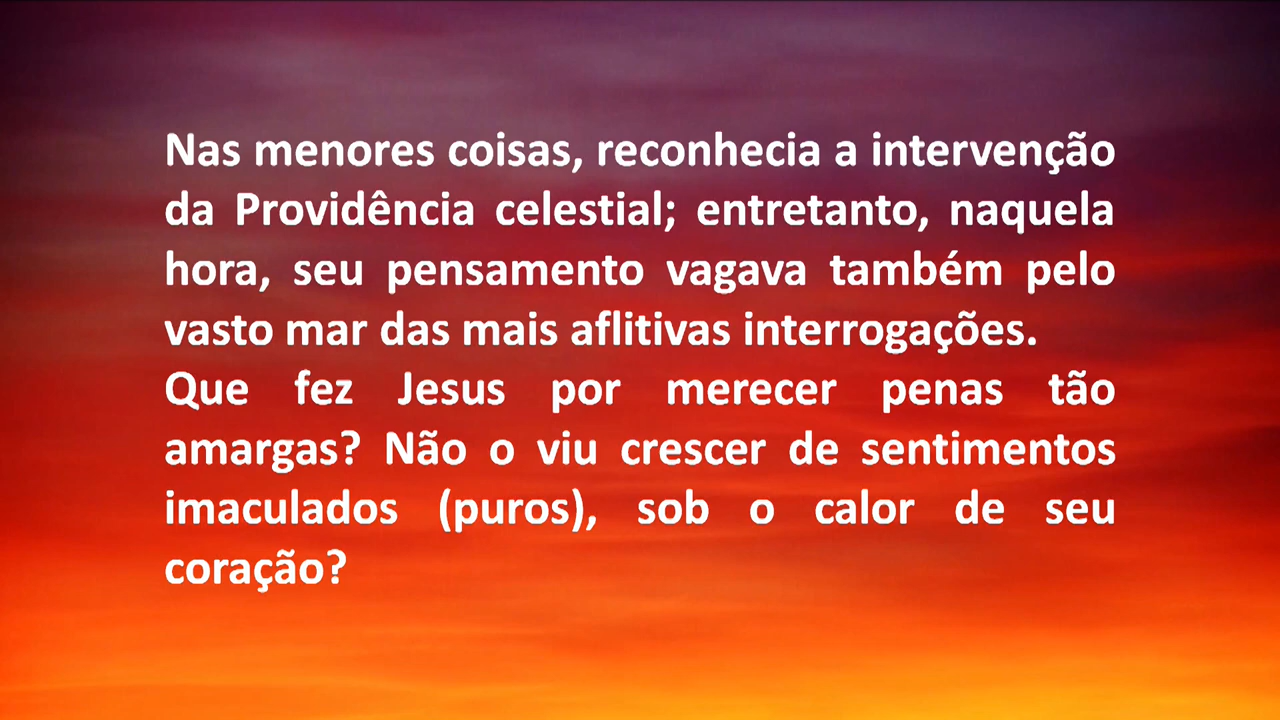 Nas menores coisas, reconhecia a intervenção
da Providência celestial; entretanto, naquela
hora, seu pensamento vagava também pelo
vasto mar das mais aflitivas interrogações.
Que fez Jesus por merecer penas tão
amargas? Não o viu crescer de sentimentos
imaculados (puros), sob o calor de seu
coração?